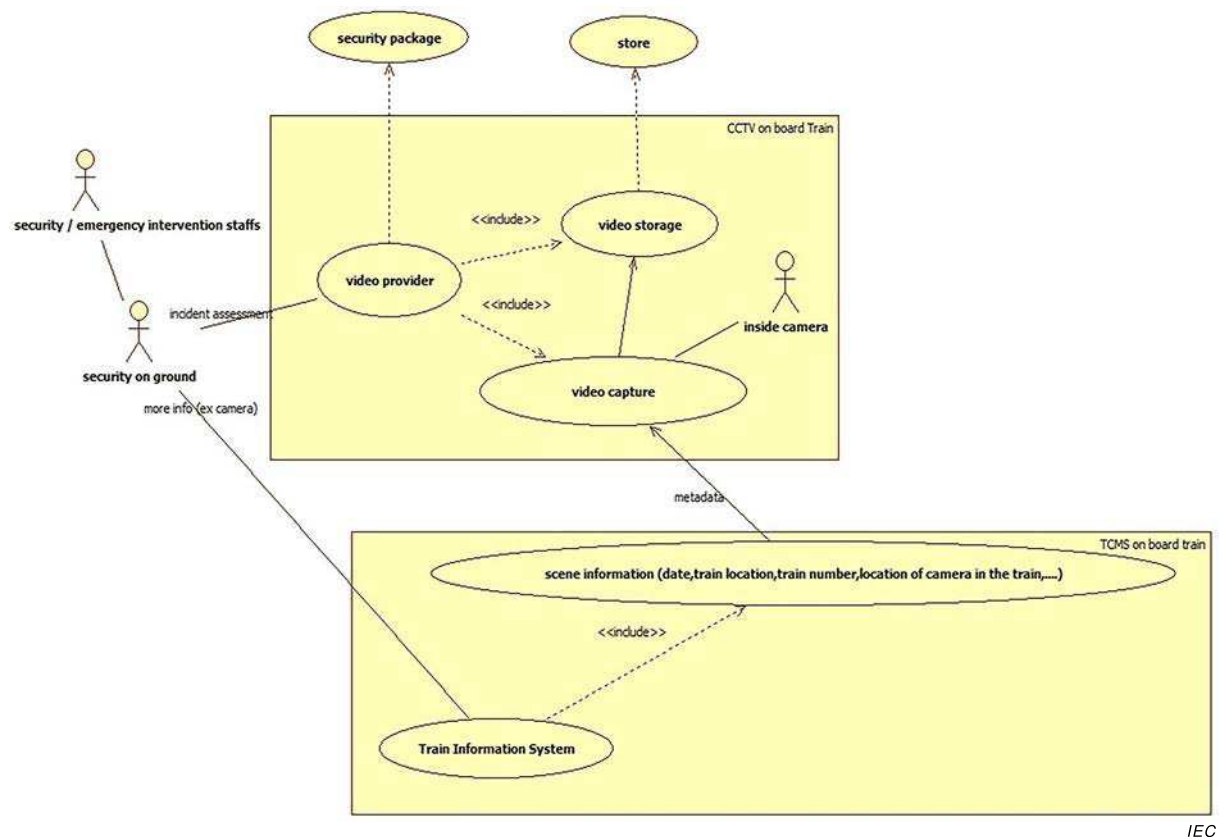 security package
store
CCTV on board Train
security / emergency intervention staffs
<<include>>
video storage
video provider
<<include>>
incident assessment
inside camera
security on ground
video capture
more info (ex camera)
metadata
TCMS on board train
scene information (date,train location,train number,location of camera in the train,....)
<<include>>
Train Information System
IEC